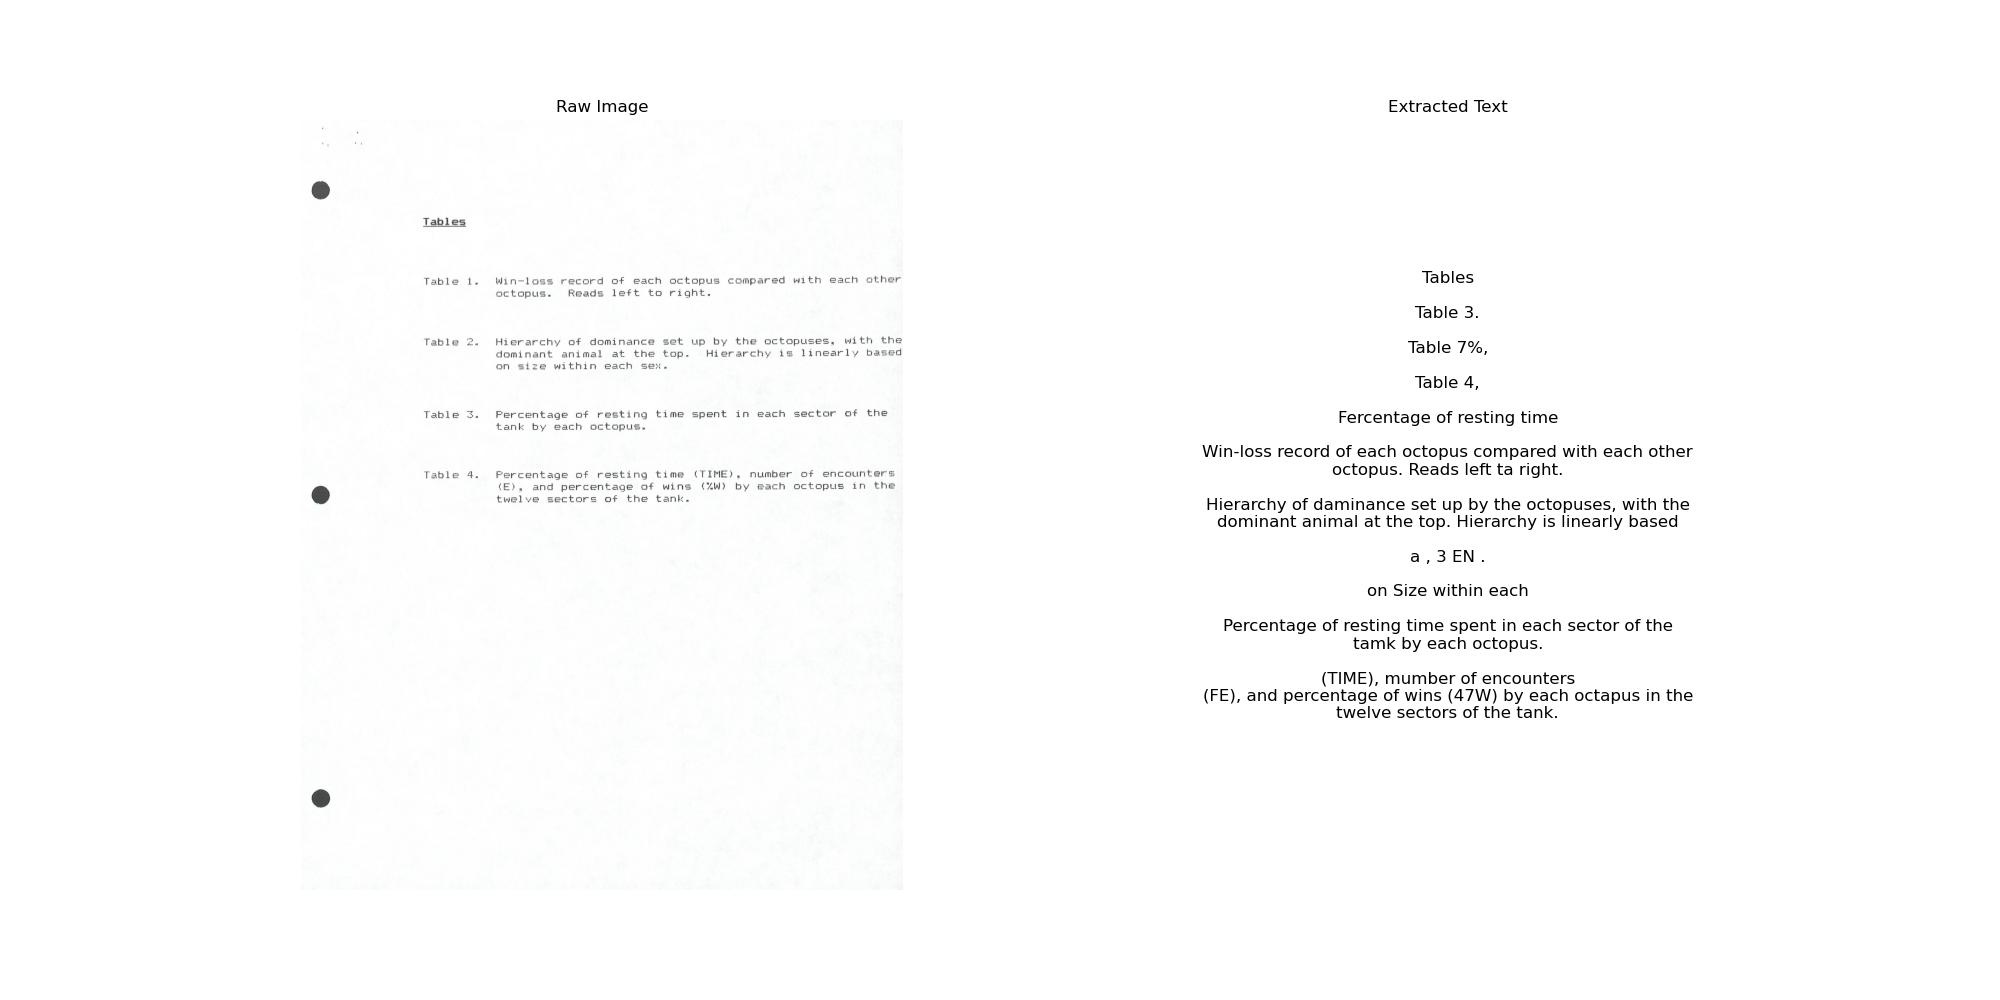 Raw Image
Tables
Table 1. Win-loss record of each octopus compared with each other
octopus. Reads left to right.
Table 2. Hierarchy of dominance set up by the octopuses, with the
dominant animal at the top. Hierarchy is linearly based
on size within each sex.
Table 3. Percentage of resting time spent in each sector of the
tank by each octopus.
Table 4. Percentage of resting time (TIME), number of encounters
(E), and percentage of wins (%W) by each octopus in the
twelve sectors of the tank.
Extracted Text
Tables
Table 3.
Table 7%,
Table 4,
Fercentage of resting time
Win-loss record of each octopus compared with each other
octopus. Reads left ta right.
Hierarchy of daminance set up by the octopuses, with the
dominant animal at the top. Hierarchy is linearly based
a , 3 EN .
on Size within each
Percentage of resting time spent in each sector of the
tamk by each octopus.
(TIME), mumber of encounters
(FE), and percentage of wins (47W) by each octapus in the
twelve sectors of the tank.